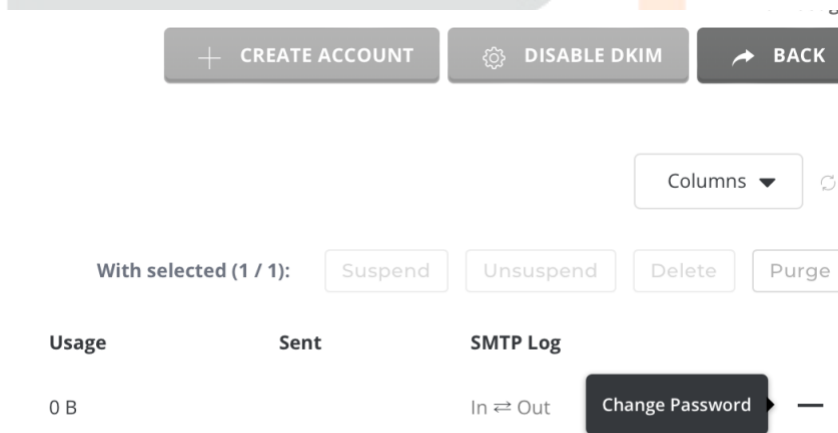 CREATE ACCOUNT DISABLE DKIM BACK
Columns
With selected (1 / 1): Suspend Unsuspend Delete Purge
Usage Sent SMTP Log
0 B In ⇄ Out Change Password